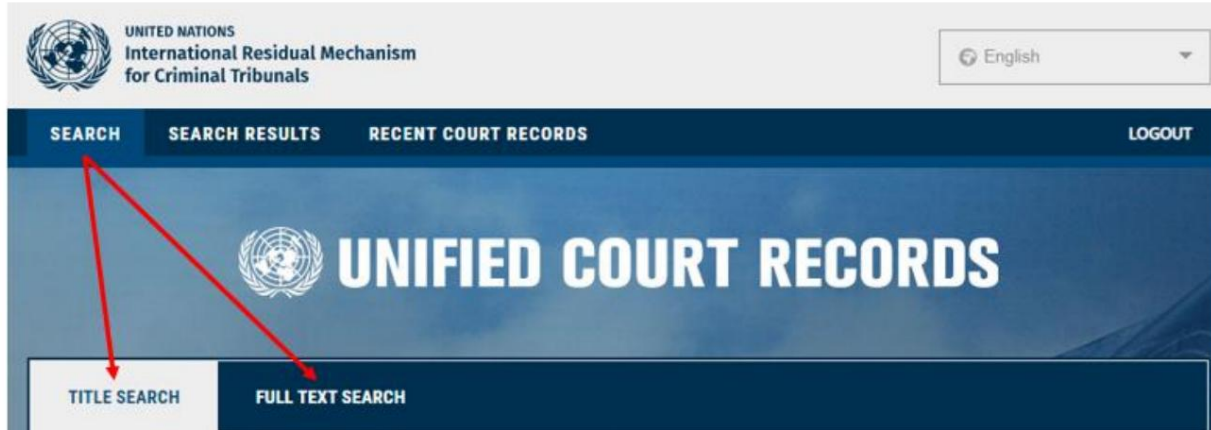 UNITED NATIONS
International Residual Mechanism
for Criminal Tribunals
English
SEARCH SEARCH RESULTS RECENT COURT RECORDS LOGOUT
UNIFIED COURT RECORDS
TITLE SEARCH FULL TEXT SEARCH